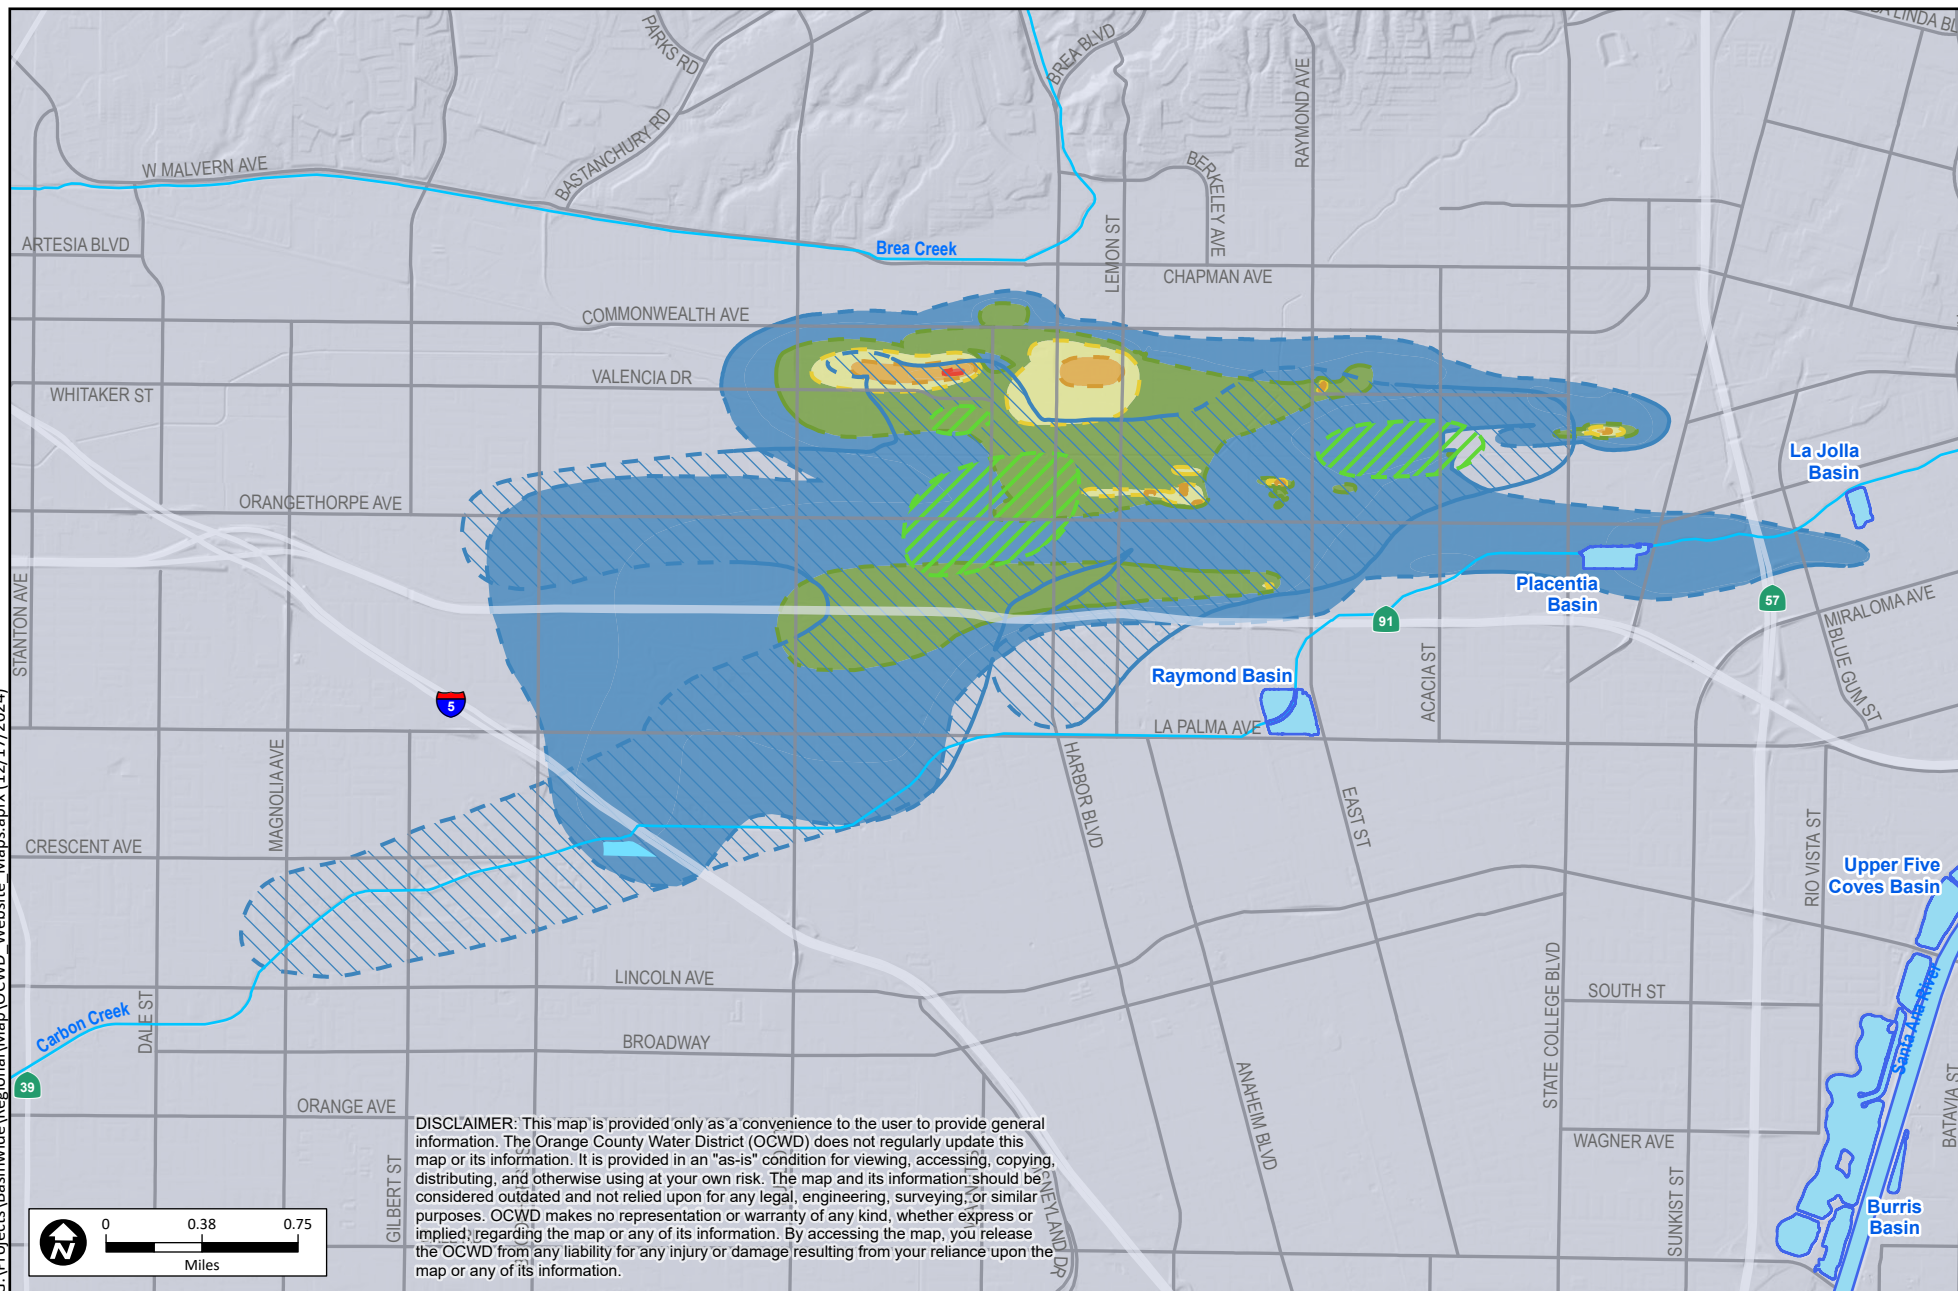 LA LINDA BL
PARKS RD
BREA BLVD
RAYMOND AVE
BASTANCHURY RD
W MALVERN AVE
BERKELEY AVE
ARTESIA BLVD
Brea Creek
LEMON ST
CHAPMAN AVE
COMMONWEALTH AVE
VALENCIA DR
WHITAKER ST
La Jolla
Basin
ORANGETHORPE AVE
STANTON AVE
Placentia
Basin
57
91
MIRALOMA AVE
BLUE GUM ST
Raymond Basin
ACACIA ST
5
LA PALMA AVE
MAGNOLIA AVE
HARBOR BLVD
EAST ST
CRESCENT AVE
RIO VISTA ST
Upper Five
Coves Basin
LINCOLN AVE
SOUTH ST
STATE COLLEGE BLVD
Santa Ana River
Carbon Creek
DALE ST
BROADWAY
39
ANAHEIM BLVD
BATAVIA ST
ORANGE AVE
WAGNER AVE
GILBERT ST
SUNKIST ST
Burris
Basin
DISCLAIMER: This map is provided only as a convenience to the user to provide general
information. The Orange County Water District (OCWD) does not regularly update this
map or its information. It is provided in an "as-is" condition for viewing, accessing, copying,
distributing, and otherwise using at your own risk. The map and its information should be
considered outdated and not relied upon for any legal, engineering, surveying, or similar
purposes. OCWD makes no representation or warranty of any kind, whether express or
implied, regarding the map or any of its information. By accessing the map, you release
the OCWD from any liability for any injury or damage resulting from your reliance upon the
map or any of its information.
N
0 0.38 0.75
Miles